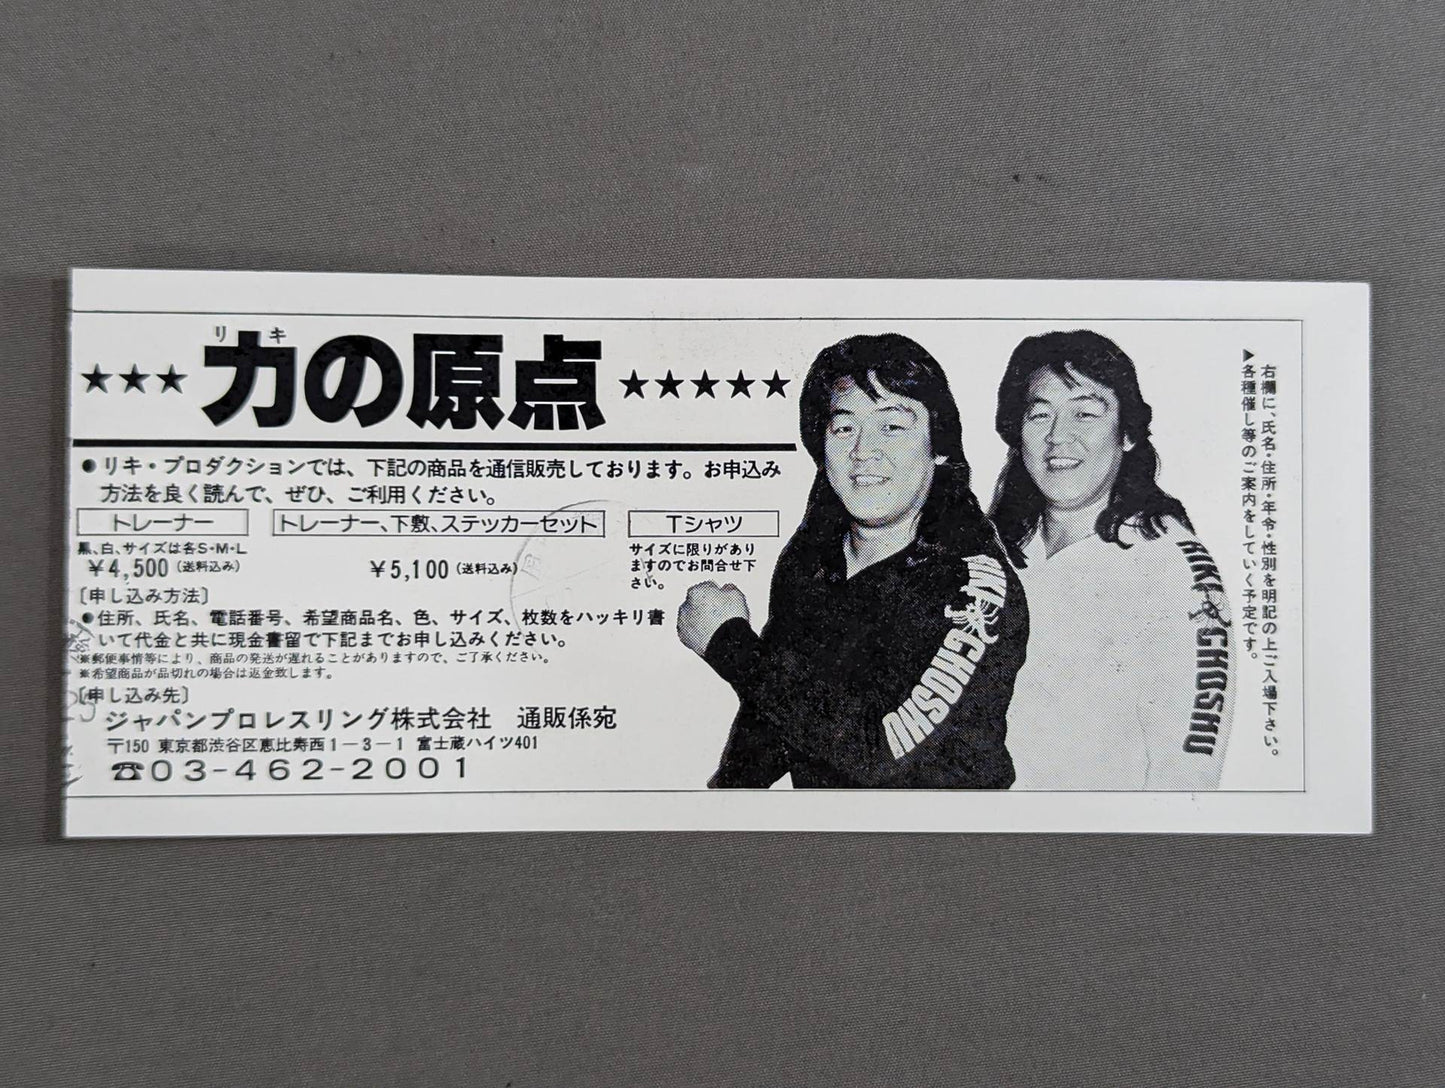 リキ
★★★力の原点★★★★★
●リキ・プロダクションでは、下記の商品を通信販売しております。お申込み
方法を良く読んで、ぜひ、ご利用ください。
トレーナー
黒、白、サイズは各S・M・L
￥4,500(送料込み)
トレーナー、下敷、ステッカーセット
￥5,100(送料込み)
Tシャツ
サイズに限りがあり
ますのでお問合せ下
さい。
〔申し込み方法〕
●住所、氏名、電話番号、希望商品名、色、サイズ、枚数をハッキリ書
いて代金と共に現金書留で下記までお申し込みください。
※郵便事情等により、商品の発送が遅れることがありますので、ご了承ください。
※希望商品が品切れの場合は返金致します。
〔申し込み先〕
ジャパンプロレスリング株式会社 通販係宛
〒150 東京都渋谷区恵比寿西1−3−1 富士蔵ハイツ401
☎03-462-2001
RIKI CHOSHU
RIKI CHOSHU
右欄に、氏名・住所・年令・性別を明記の上ご入場下さい。
▶各種催し等のご案内をしていく予定です。